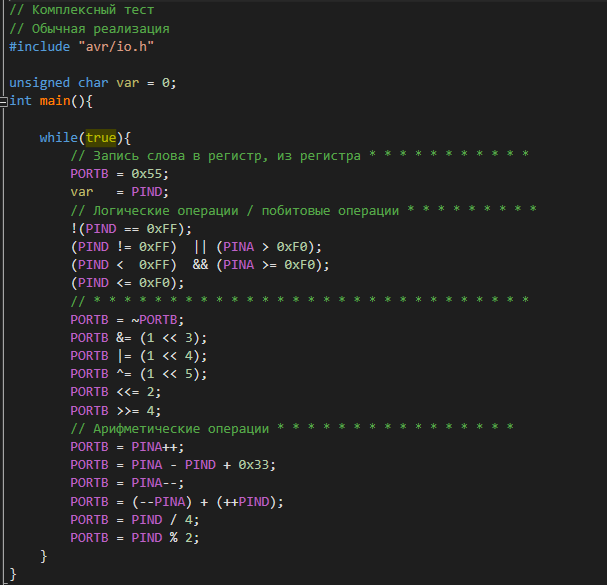 // Комплексный тест
// Обычная реализация
#include "avr/io.h"
unsigned char var = 0;
int main(){
while(true){
// Запись слова в регистр, из регистра * * * * * * * * * * *
PORTB = 0x55;
var = PIND;
// Логические операции / побитовые операции * * * * * * * * *
!(PIND == 0xFF);
(PIND != 0xFF) || (PINA > 0xF0);
(PIND < 0xFF) && (PINA >= 0xF0);
(PIND <= 0xF0);
// * * * * * * * * * * * * * * * * * * * * * * * * * * * * *
PORTB = ~PORTB;
PORTB &= (1 << 3);
PORTB |= (1 << 4);
PORTB ^= (1 << 5);
PORTB <<= 2;
PORTB >>= 4;
// Арифметические операции * * * * * * * * * * * * * * * *
PORTB = PINA++;
PORTB = PINA - PIND + 0x33;
PORTB = PINA--;
PORTB = (--PINA) + (++PIND);
PORTB = PIND / 4;
PORTB = PIND % 2;
}
}